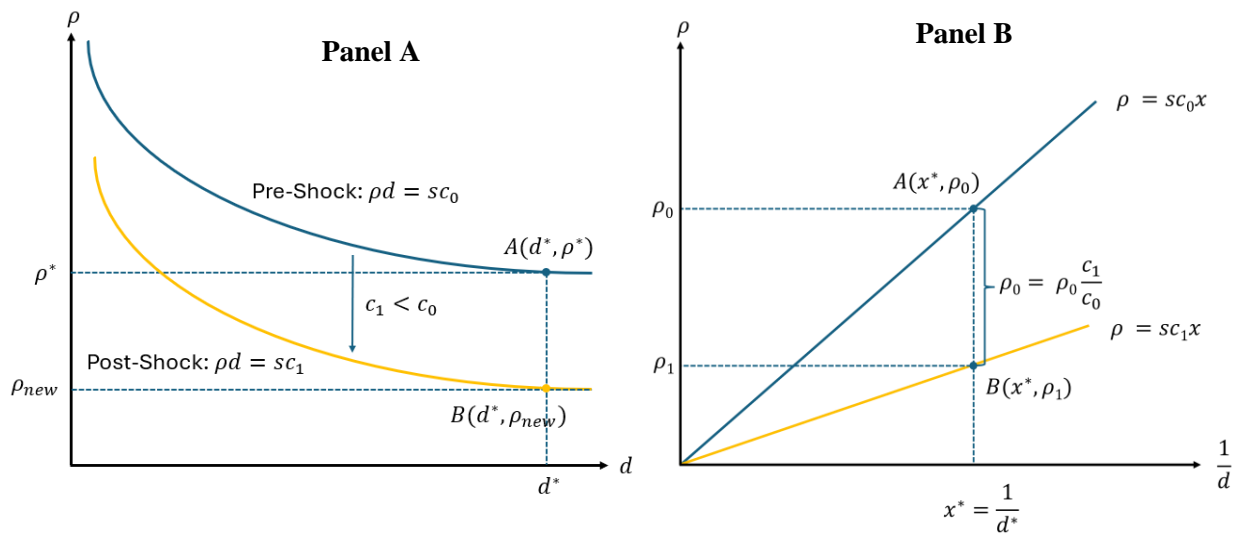 Panel A
ρ
Pre-Shock: ρd = sc₀
A(d*, ρ*)
ρ*
c₁ < c₀
Post-Shock: ρd = sc₁
ρₙₑw
B(d*, ρₙₑw)
d
d*
Panel B
ρ
ρ = sc₀x
A(x*, ρ₀)
ρ₀
ρ₀ = ρ₀ c₁/c₀
ρ = sc₁x
ρ₁
B(x*, ρ₁)
1/d
x* = 1/d*